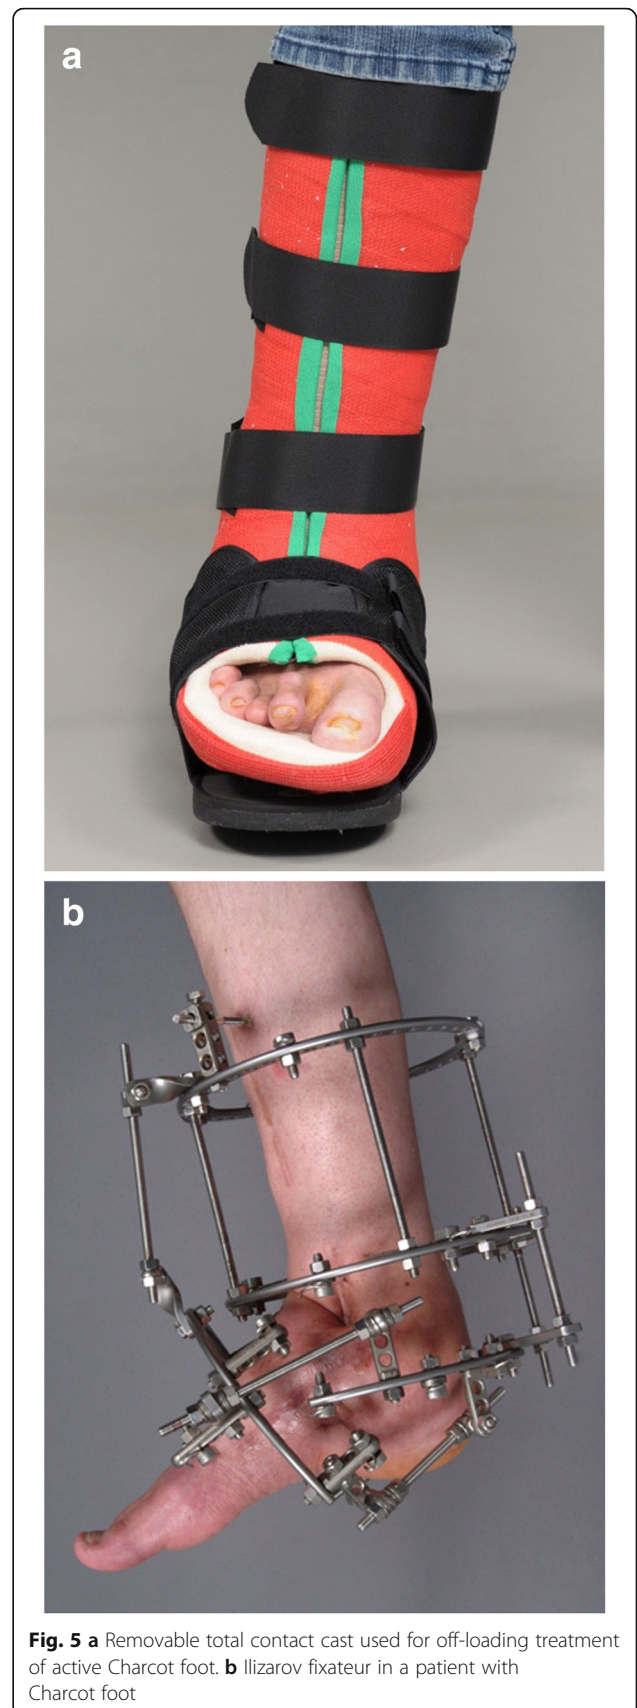 a
b
Fig. 5 a Removable total contact cast used for off-loading treatment
of active Charcot foot. b Ilizarov fixateur in a patient with
Charcot foot